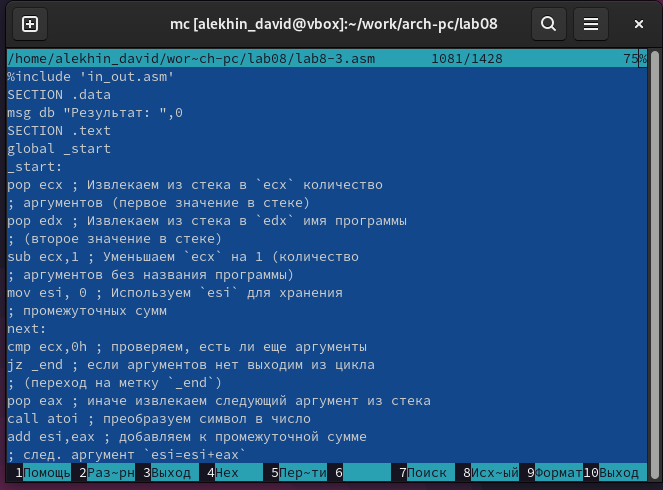 mc [alekhin_david@vbox]:~/work/arch-pc/lab08
/home/alekhin_david/wor~ch-pc/lab08/lab8-3.asm 1081/1428 75%
%include 'in_out.asm'
SECTION .data
msg db "Результат: ",0
SECTION .text
global _start
_start:
pop ecx ; Извлекаем из стека в `ecx` количество
; аргументов (первое значение в стеке)
pop edx ; Извлекаем из стека в `edx` имя программы
; (второе значение в стеке)
sub ecx,1 ; Уменьшаем `ecx` на 1 (количество
; аргументов без названия программы)
mov esi, 0 ; Используем `esi` для хранения
; промежуточных сумм
next:
cmp ecx,0h ; проверяем, есть ли еще аргументы
jz _end ; если аргументов нет выходим из цикла
; (переход на метку `_end`)
pop eax ; иначе извлекаем следующий аргумент из стека
call atoi ; преобразуем символ в число
add esi,eax ; добавляем к промежуточной сумме
; след. аргумент `esi=esi+eax`
1Помощь 2Раз~рн 3Выход 4Hex 5Пер~ти 6 7Поиск 8Исх~ый 9Формат 10Выход